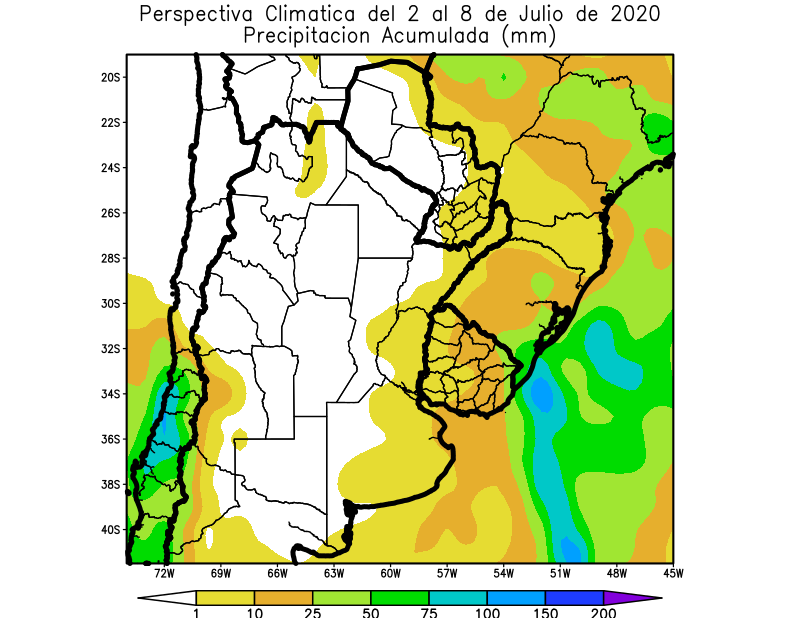 Perspectiva Climatica del 2 al 8 de Julio de 2020
Precipitacion Acumulada (mm)
20S
22S
24S
26S
28S
30S
32S
34S
36S
38S
40S
72W 69W 66W 63W 60W 57W 54W 51W 48W 45W
1 10 25 50 75 100 150 200